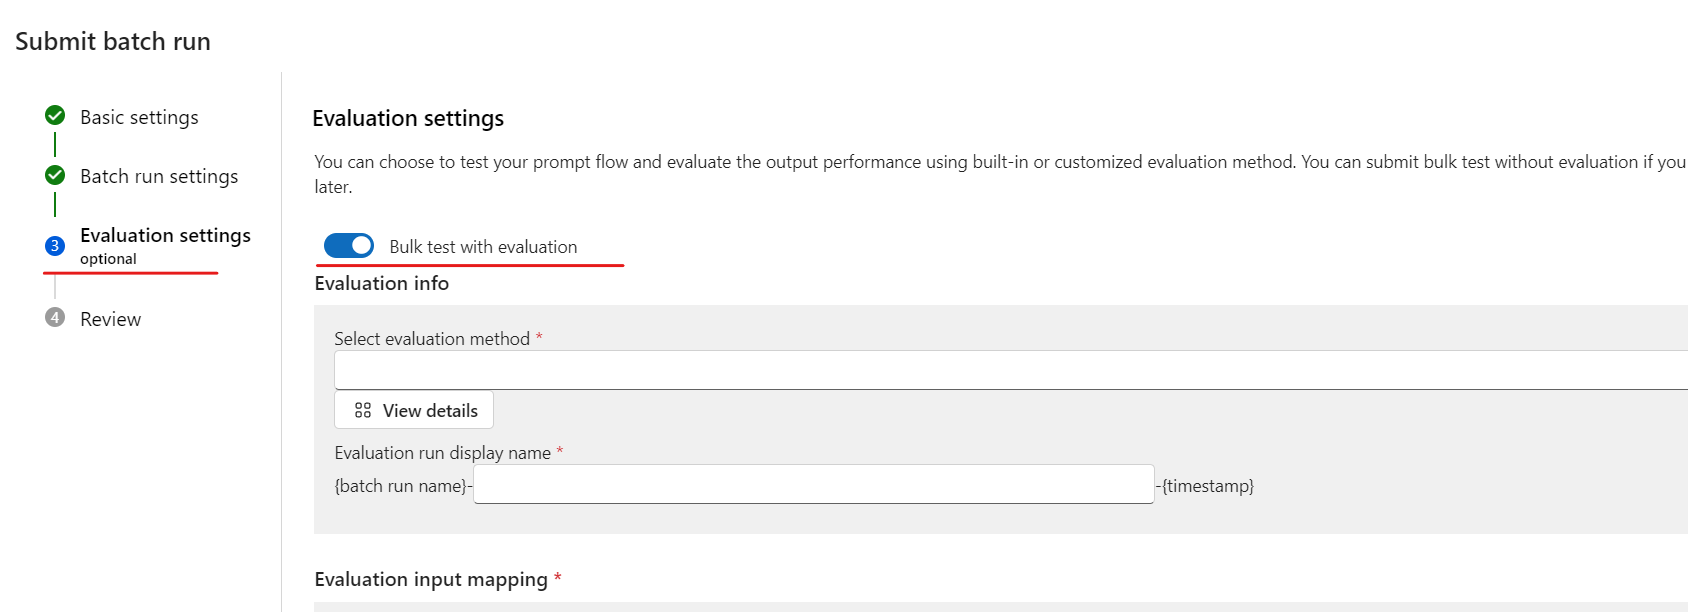 Submit batch run
Basic settings
Batch run settings
3
Evaluation settings
optional
4
Review
Evaluation settings
You can choose to test your prompt flow and evaluate the output performance using built-in or customized evaluation method. You can submit bulk test without evaluation if you
later.
Bulk test with evaluation
Evaluation info
Select evaluation method *
View details
Evaluation run display name *
{batch run name}- -{timestamp}
Evaluation input mapping *